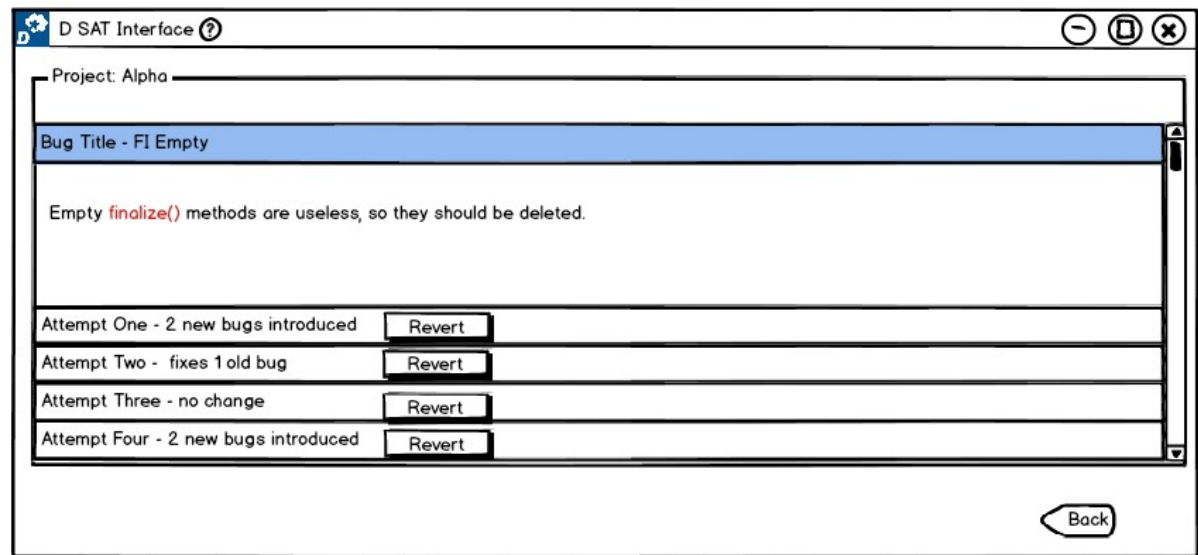 D
D SAT Interface ?
Project: Alpha
Bug Title - FI Empty
Empty finalize() methods are useless, so they should be deleted.
Attempt One - 2 new bugs introduced Revert
Attempt Two - fixes 1 old bug Revert
Attempt Three - no change Revert
Attempt Four - 2 new bugs introduced Revert
Back